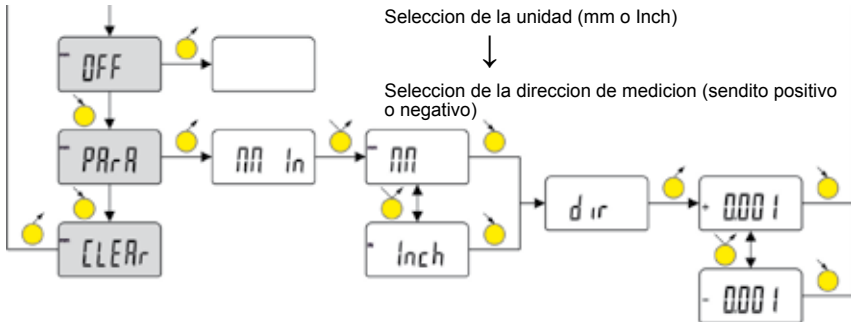 Seleccion de la unidad (mm o Inch)
Seleccion de la direccion de medicion (sendito positivo
o negativo)
OFF
PArA
MM In
MM
dir
+ 0.001
CLEAr
Inch
- 0.001